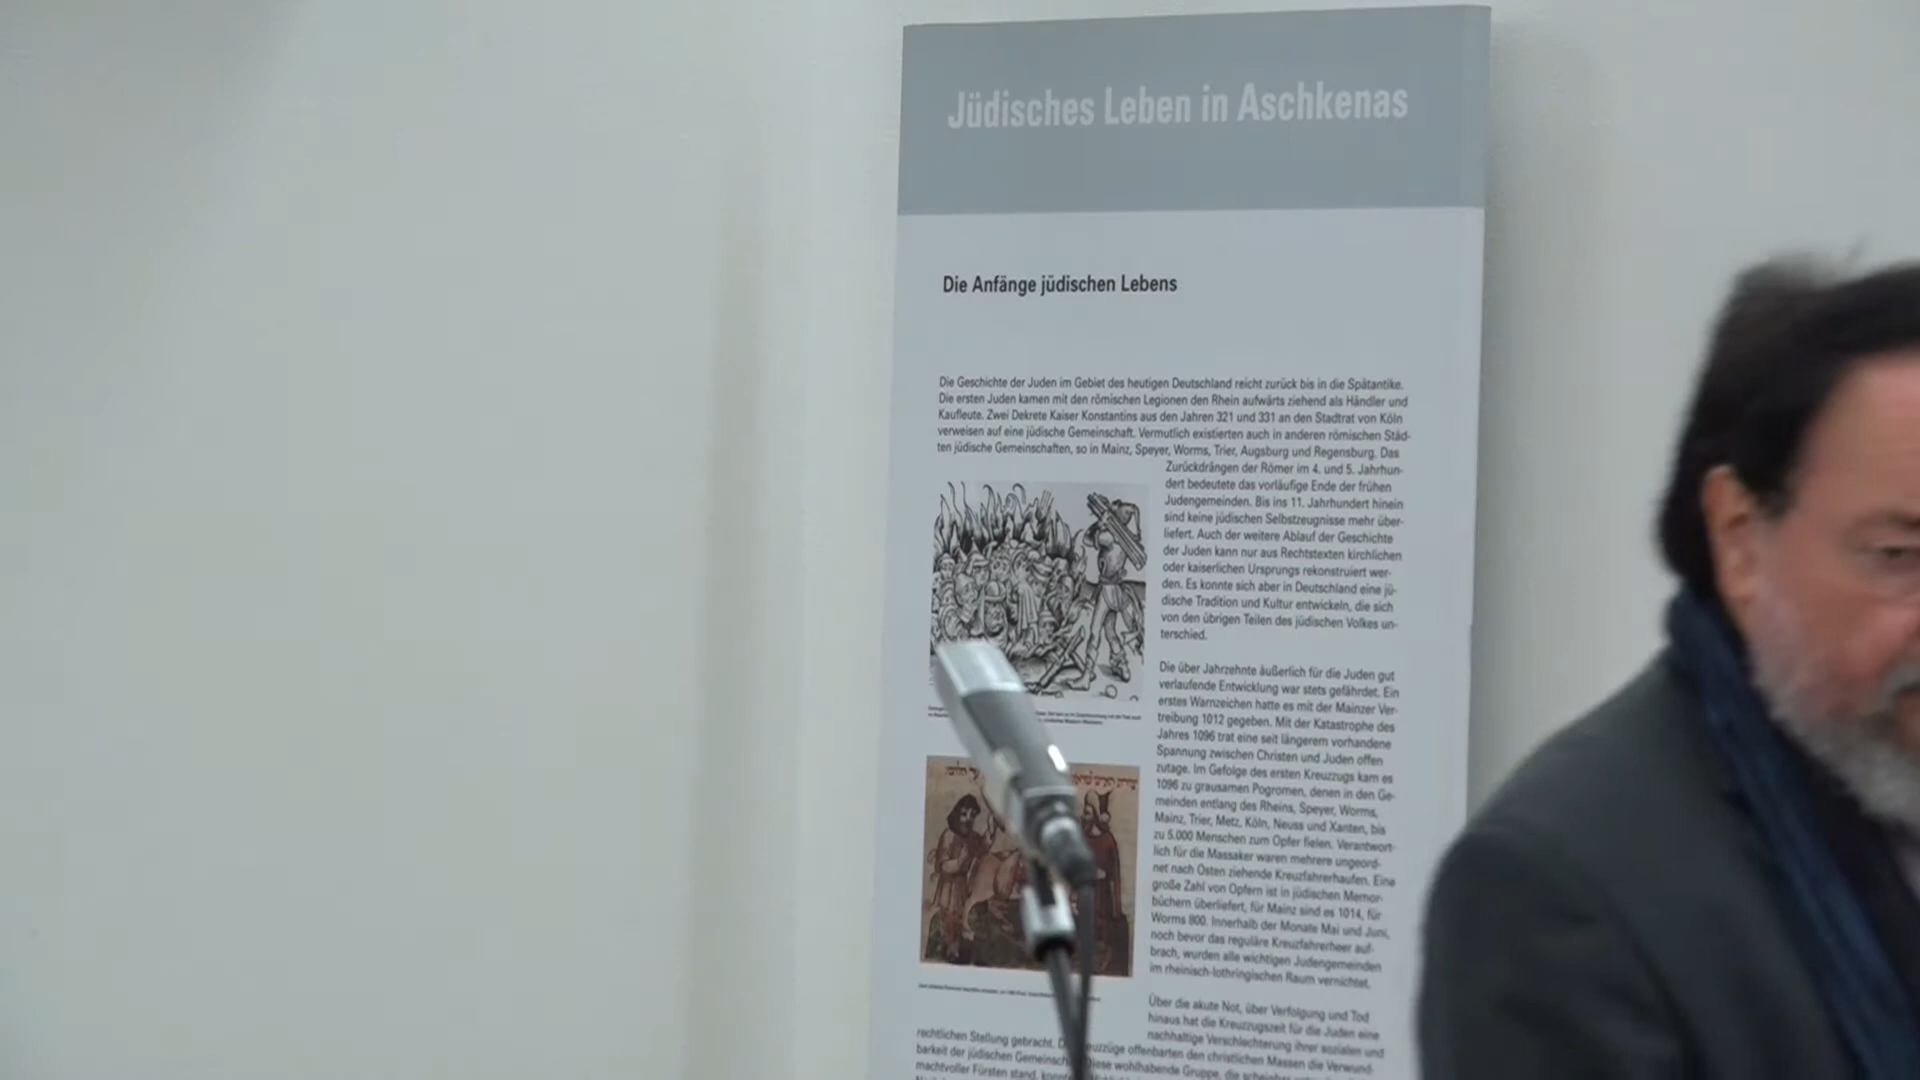 Jüdisches Leben in Aschkenas
Die Anfänge jüdischen Lebens
Die Geschichte der Juden im Gebiet des heutigen Deutschland reicht zurück bis in die Spätantike.
Die ersten Juden kamen mit den römischen Legionen den Rhein aufwärts ziehend als Händler und
Kaufleute. Zwei Dekrete Kaiser Konstantins aus den Jahren 321 und 331 an den Stadtrat von Köln
verweisen auf eine jüdische Gemeinschaft. Vermutlich existierten auch in anderen römischen Städ-
ten jüdische Gemeinschaften, so in Mainz, Speyer, Worms, Trier, Augsburg und Regensburg. Das
Zurückdrängen der Römer im 4. und 5. Jahrhun-
dert bedeutete das vorläufige Ende der frühen
Judengemeinden. Bis ins 11. Jahrhundert hinein
sind keine jüdischen Selbstzeugnisse mehr über-
liefert. Auch der weitere Ablauf der Geschichte
der Juden kann nur aus Rechtstexten kirchlichen
oder kaiserlichen Ursprungs rekonstruiert wer-
den. Es konnte sich aber in Deutschland eine jü-
dische Tradition und Kultur entwickeln, die sich
von den übrigen Teilen des jüdischen Volkes un-
terschied.
Die über Jahrzehnte äußerlich für die Juden gut
verlaufende Entwicklung war stets gefährdet. Ein
erstes Warnzeichen hatte es mit der Mainzer Ver-
treibung 1012 gegeben. Mit der Katastrophe des
Jahres 1096 trat eine seit längerem vorhandene
Spannung zwischen Christen und Juden offen
zutage. Im Gefolge des ersten Kreuzzugs kam es
1096 zu grausamen Pogromen, denen in den Ge-
meinden entlang des Rheins, Speyer, Worms,
Mainz, Trier, Metz, Köln, Neuss und Xanten, bis
zu 5.000 Menschen zum Opfer fielen. Verantwort-
lich für die Massaker waren mehrere ungeord-
net nach Osten ziehende Kreuzfahrerhaufen. Eine
große Zahl von Opfern ist in jüdischen Memor-
büchern überliefert, für Mainz sind es 1014, für
Worms 800. Innerhalb der Monate Mai und Juni,
noch bevor das reguläre Kreuzfahrerheer auf-
brach, wurden alle wichtigen Judengemeinden
im rheinisch-lothringischen Raum vernichtet.
Über die akute Not, über Verfolgung und Tod
hinaus hat die Kreuzzugszeit für die Juden eine
nachhaltige Verschlechterung ihrer sozialen und
rechtlichen Stellung gebracht. offenbarten den christlichen Massen die Verwund-
barkeit der jüdischen wohlhabende Gruppe, die
machtvoller Fürsten stand,